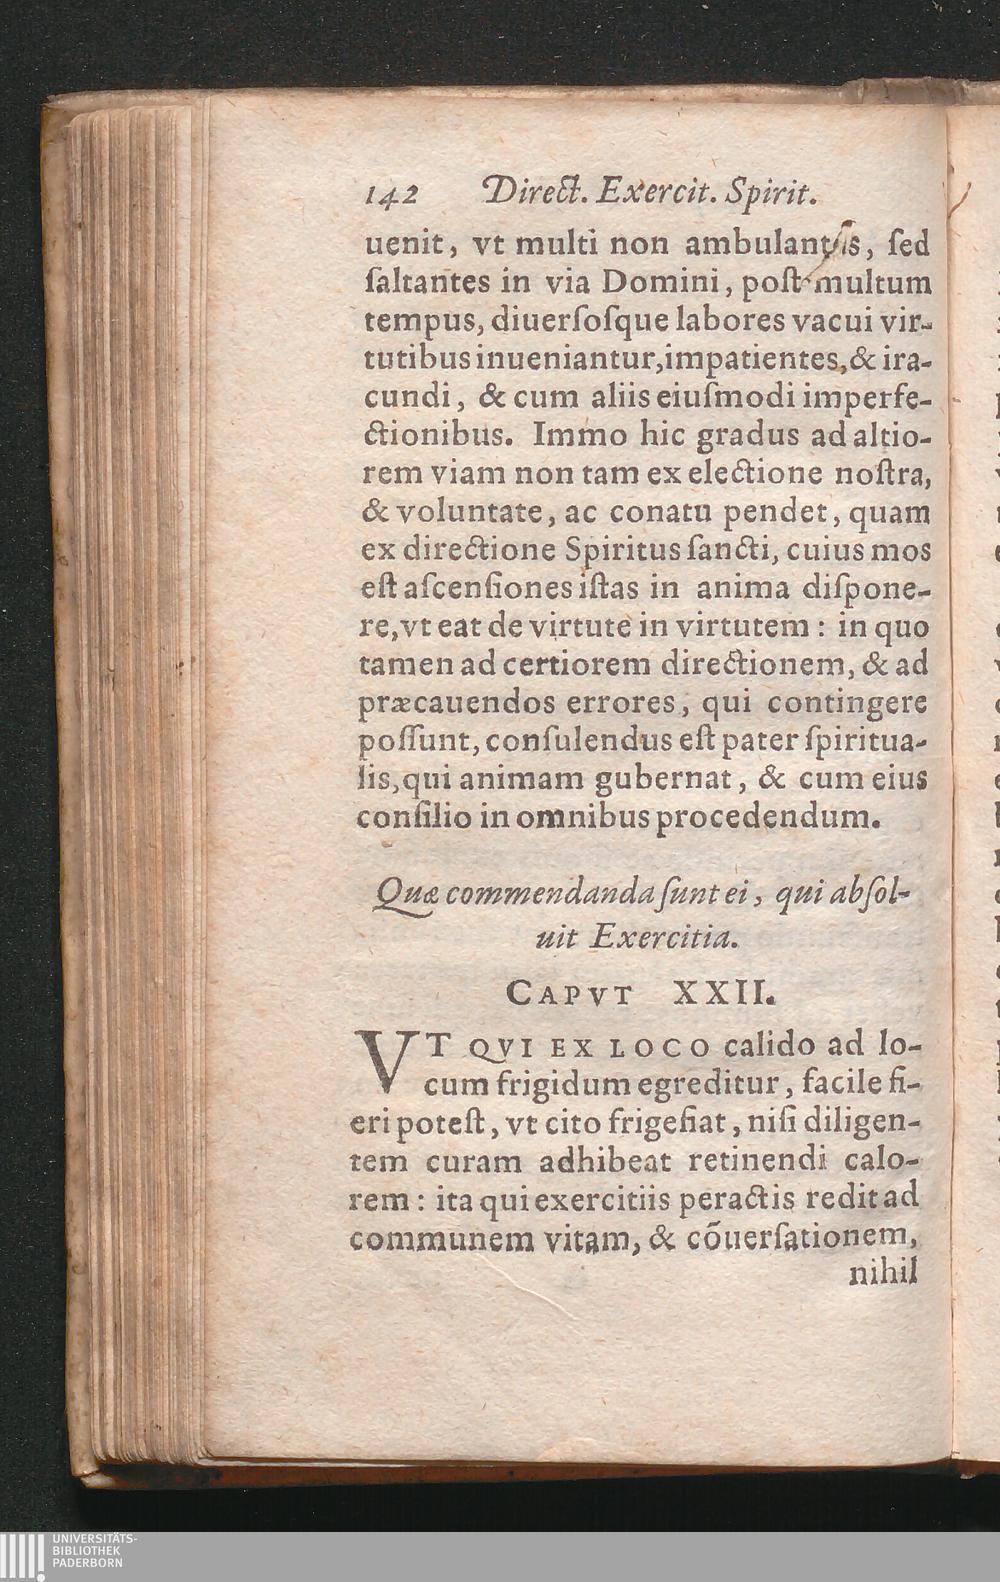 142 Direct. Exercit. Spirit.
uenit, vt multi non ambulantes, ſed
ſaltantes in via Domini, poſt multum
tempus, diuerſoſque labores vacui vir-
tutibus inueniantur, impatientes, & ira-
cundi, & cum aliis eiuſmodi imperfe-
ctionibus. Immo hic gradus ad altio-
rem viam non tam ex electione noſtra,
& voluntate, ac conatu pendet, quam
ex directione Spiritus ſancti, cuius mos
eſt aſcenſiones iſtas in anima diſpone-
re, vt eat de virtute in virtutem : in quo
tamen ad certiorem directionem, & ad
præcauendos errores, qui contingere
poſſunt, conſulendus eſt pater ſpiritua-
lis, qui animam gubernat, & cum eius
conſilio in omnibus procedendum.
Quæ commendanda ſunt ei, qui abſol-
uit Exercitia.
CAPVT XXII.
VT QVI EX LOCO calido ad lo-
cum frigidum egreditur, facile fi-
eri poteſt, vt cito frigefiat, niſi diligen-
tem curam adhibeat retinendi calo-
rem : ita qui exercitiis peractis redit ad
communem vitam, & cõuerſationem,
nihil
UNIVERSITÄTS-
BIBLIOTHEK
PADERBORN